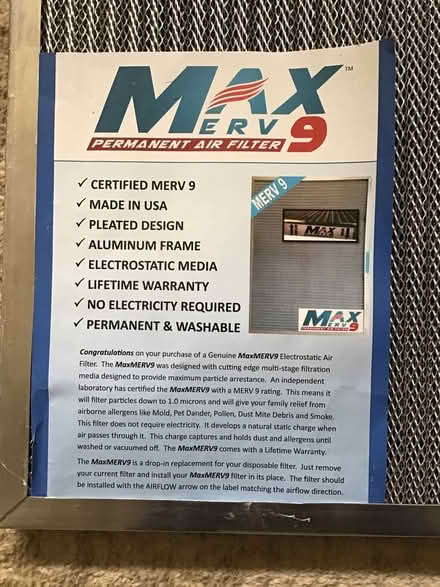 MAX™
MERV 9
PERMANENT AIR FILTER
✓ CERTIFIED MERV 9
✓ MADE IN USA
✓ PLEATED DESIGN
✓ ALUMINUM FRAME
✓ ELECTROSTATIC MEDIA
✓ LIFETIME WARRANTY
✓ NO ELECTRICITY REQUIRED
✓ PERMANENT & WASHABLE
MERV 9
MAX
MAX
MERV 9
PERMANENT AIR FILTER
Congratulations on your purchase of a Genuine MaxMERV9 Electrostatic Air
Filter. The MaxMERV9 was designed with cutting edge multi-stage filtration
media designed to provide maximum particle arrestance. An independent
laboratory has certified the MaxMERV9 with a MERV 9 rating. This means it
will filter particles down to 1.0 microns and will give your family relief from
airborne allergens like Mold, Pet Dander, Pollen, Dust Mite Debris and Smoke.
This filter does not require electricity. It develops a natural static charge when
air passes through it. This charge captures and holds dust and allergens until
washed or vacuumed off. The MaxMERV9 comes with a Lifetime Warranty.
The MaxMERV9 is a drop-in replacement for your disposable filter. Just remove
your current filter and install your MaxMERV9 filter in its place. The filter should
be installed with the AIRFLOW arrow on the label matching the airflow direction.